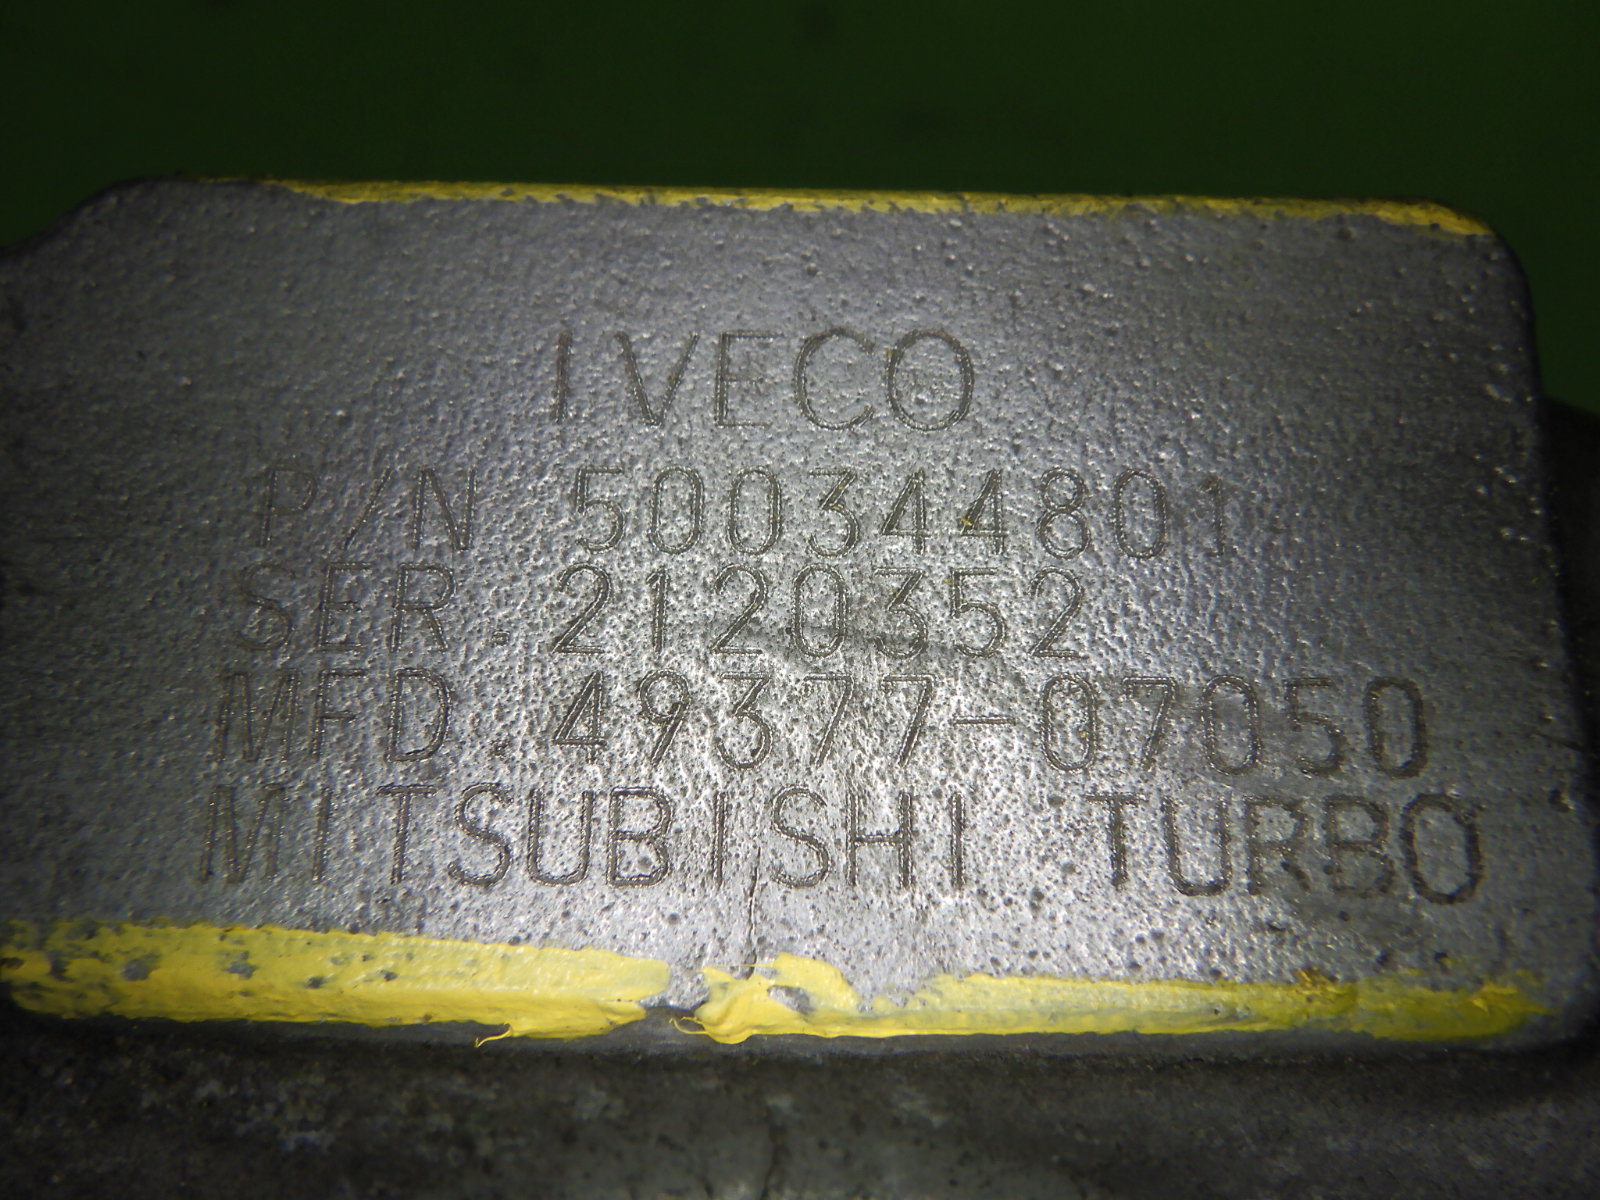 IVECO
P/N 500344801
SER.2120352
MFD.49377-07050
MITSUBISHI TURBO